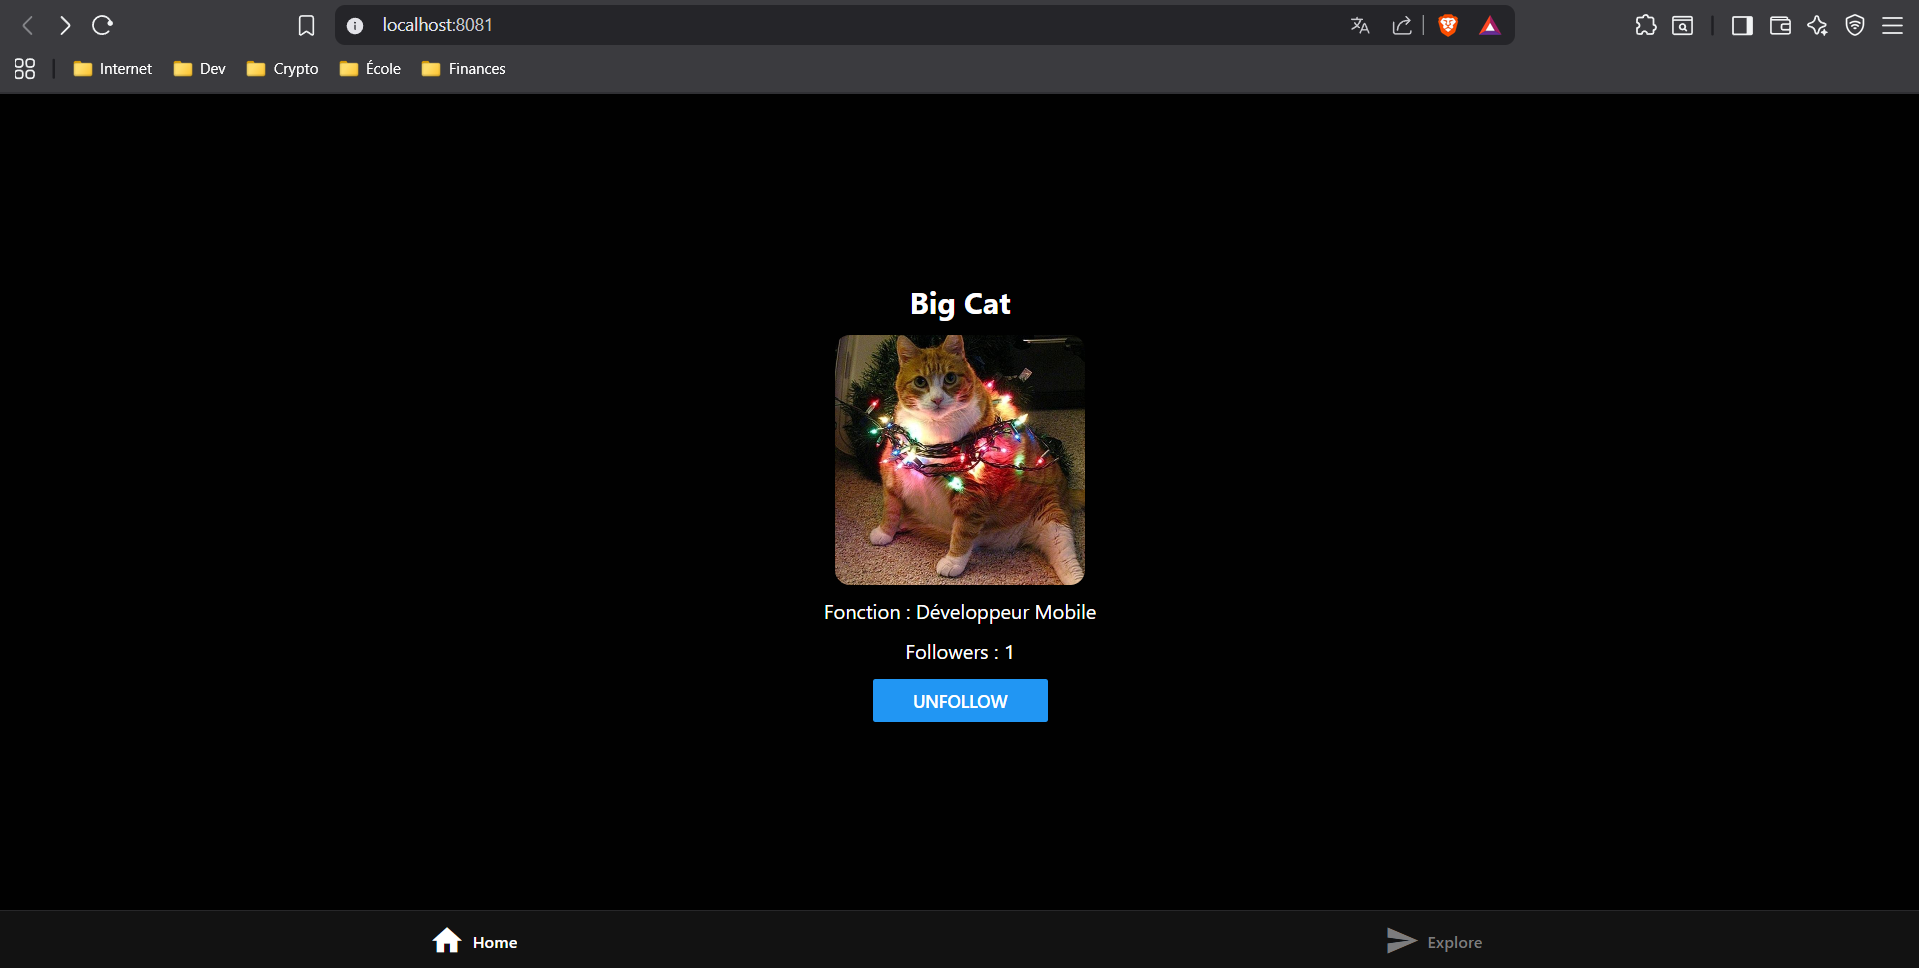 localhost:8081
Internet
Dev
Crypto
École
Finances
Big Cat
Fonction : Développeur Mobile
Followers : 1
UNFOLLOW
Home
Explore